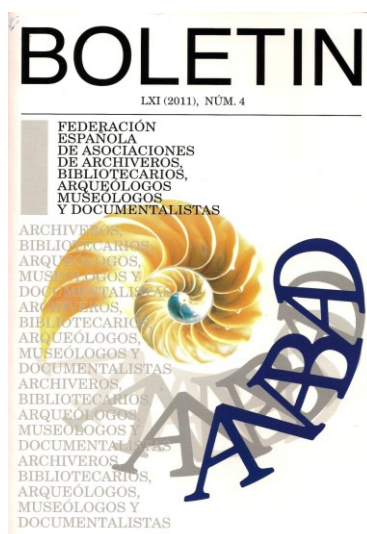 BOLETIN
LXI (2011), NÚM. 4
FEDERACIÓN
ESPAÑOLA
DE ASOCIACIONES
DE ARCHIVEROS,
BIBLIOTECARIOS,
ARQUEÓLOGOS
MUSEÓLOGOS
Y DOCUMENTALISTAS
ARCHIVEROS,
BIBLIOTECARIOS,
ARQUEÓLOGOS,
MUSEÓLOGOS Y
DOCUMENTALISTAS
ARCHIVEROS,
BIBLIOTECARIOS,
ARQUEÓLOGOS,
MUSEÓLOGOS Y
DOCUMENTALISTAS
ARCHIVEROS,
BIBLIOTECARIOS
ARQUEÓLOGOS,
MUSEÓLOGOS Y
DOCUMENTALISTAS
ARCHIVEROS
BIBLIOTECARIOS,
ARQUEÓLOGOS,
MUSEÓLOGOS Y
DOCUMENTALISTAS
ANABAD